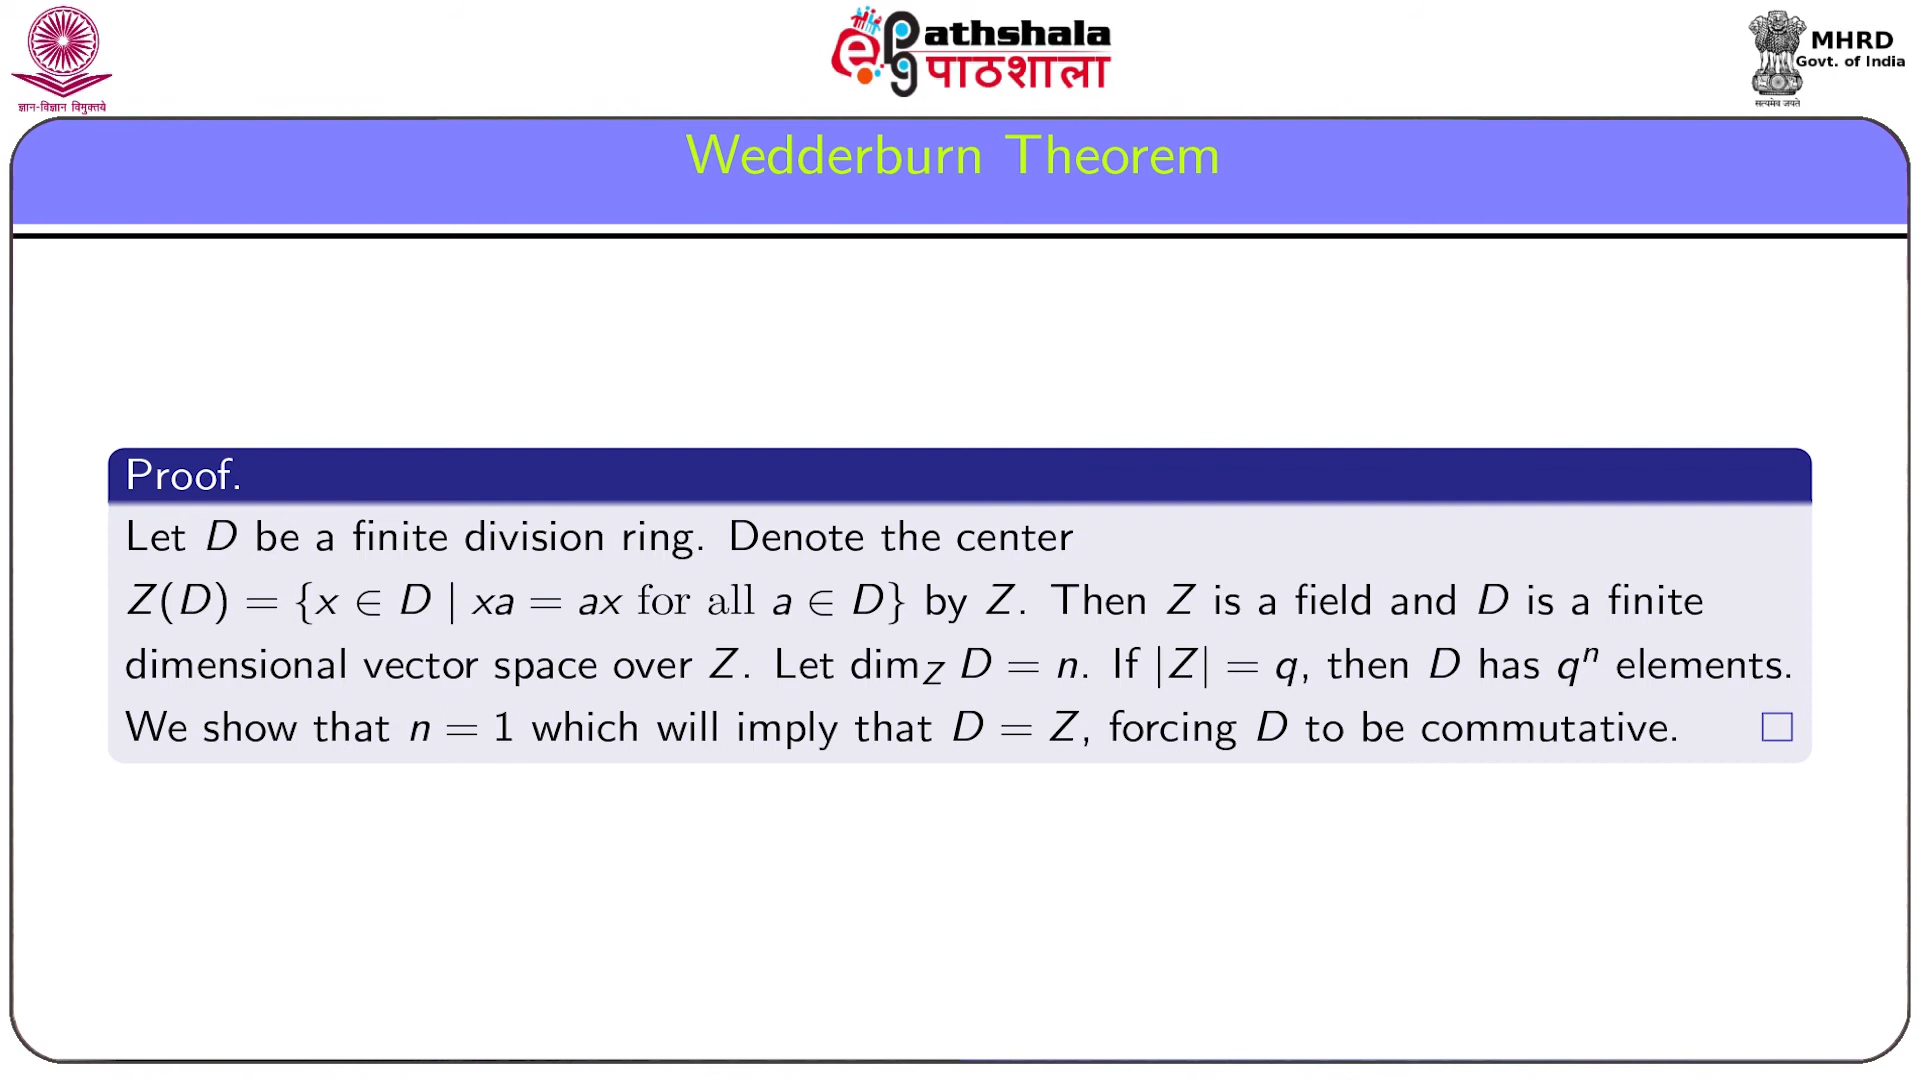 ज्ञान-विज्ञान विमुक्तये
e PG Pathshala
पाठशाला
MHRD
Govt. of India
सत्यमेव जयते
Wedderburn Theorem
Proof.
Let D be a finite division ring. Denote the center
Z(D) = {x ∈ D | xa = ax for all a ∈ D} by Z. Then Z is a field and D is a finite
dimensional vector space over Z. Let dim_Z D = n. If |Z| = q, then D has qⁿ elements.
We show that n = 1 which will imply that D = Z, forcing D to be commutative. □